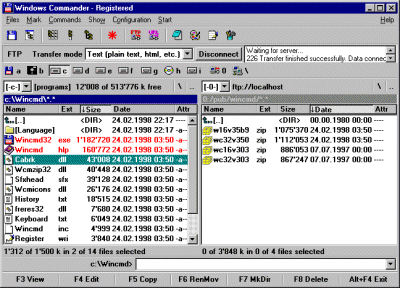 Windows Commander - Registered
Files Mark Commands Show Configuration Start Help
FTP Transfer mode Text (plain text, html, etc.) Disconnect Waiting for server...
226 Transfer finished successfully. Data connec
a b c d e f g h i 0 \
[-c-] [programs] 12'008 of 513'776 k free \ .. [-0-] ftp://localhost \ ..
c:\Wincmd\*.* 0:/pub/wincmd/*.*
Name Ext ↓Size Date Attr Name Ext Size ↓Date Attr
[..] <DIR> 24.02.1998 22:17 ---- [..] <DIR> 00.00.1980 00:00 ----
[Language] <DIR> 24.02.1998 22:17 ---- w16v35b9 zip 1'075'370 24.02.1998 03:50 -a--
Wincmd32 exe 1'182'720 24.02.1998 03:50 -a-- w32v350 zip 1'112'053 24.02.1998 03:50 -a--
Wincmd hlp 160'772 24.02.1998 03:50 -a-- wc16v303 zip 886'053 07.07.1997 00:00 -a--
Cabrk dll 43'008 24.02.1998 03:50 -a-- wc32v303 zip 867'247 07.07.1997 00:00 -a--
Wcmzip32 dll 40'448 24.02.1998 03:50 -a--
Sfxhead sfx 39'129 24.02.1998 03:50 -a--
Wcmicons dll 26'176 24.02.1998 03:50 -a--
History txt 18'515 24.02.1998 03:50 -a--
freres32 dll 7'680 24.02.1998 03:50 -a--
Keyboard txt 6'049 24.02.1998 03:50 -a--
Wincmd inc 4'999 24.02.1998 03:50 -a--
Register wri 3'840 24.02.1998 03:50 -a--
1'312 of 1'500 k in 2 of 14 files selected 0 of 3'848 k in 0 of 4 files selected
c:\Wincmd>
F3 View F4 Edit F5 Copy F6 RenMov F7 MkDir F8 Delete Alt+F4 Exit